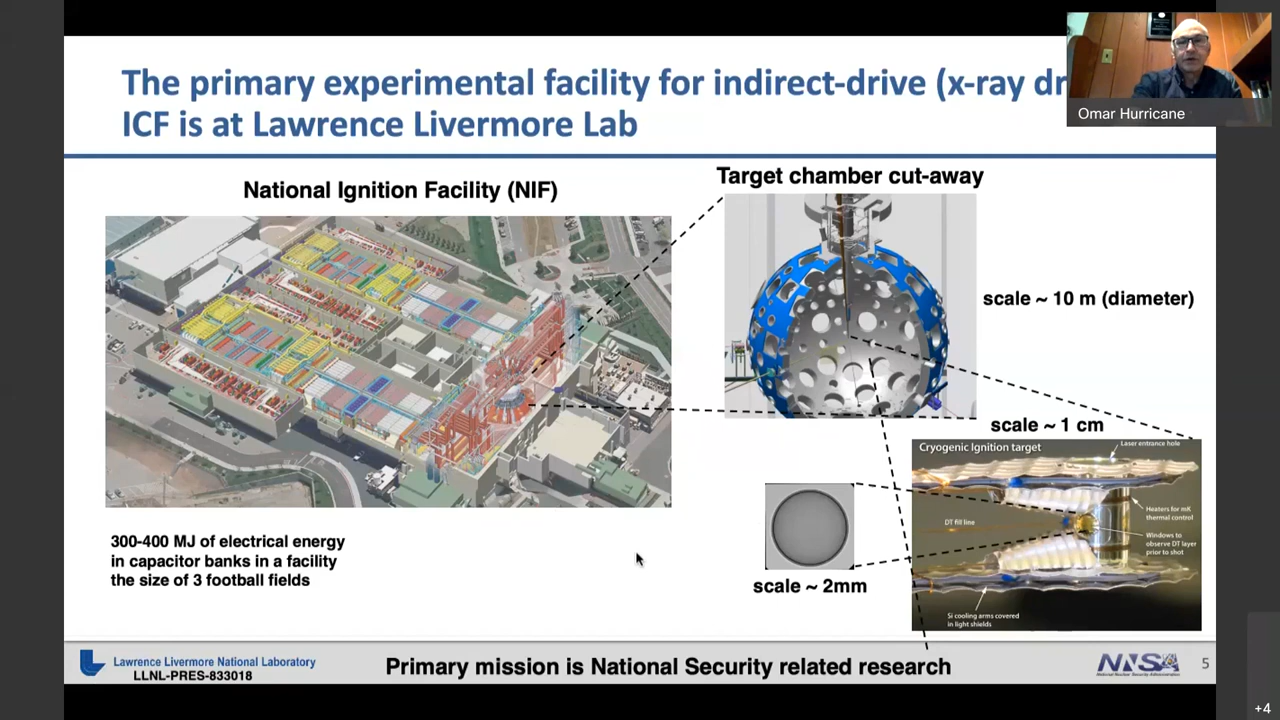 The primary experimental facility for indirect-drive (x-ray dr
ICF is at Lawrence Livermore Lab
Omar Hurricane
National Ignition Facility (NIF)
Target chamber cut-away
scale ~ 10 m (diameter)
scale ~ 1 cm
Cryogenic Ignition target
Laser entrance hole
DT fill line
Heaters for mK
thermal control
Windows to
observe DT layer
prior to shot
Si cooling arms covered
in light shields
scale ~ 2mm
300-400 MJ of electrical energy
in capacitor banks in a facility
the size of 3 football fields
Lawrence Livermore National Laboratory
LLNL-PRES-833018
Primary mission is National Security related research
NNSA
National Nuclear Security Administration
5
+4